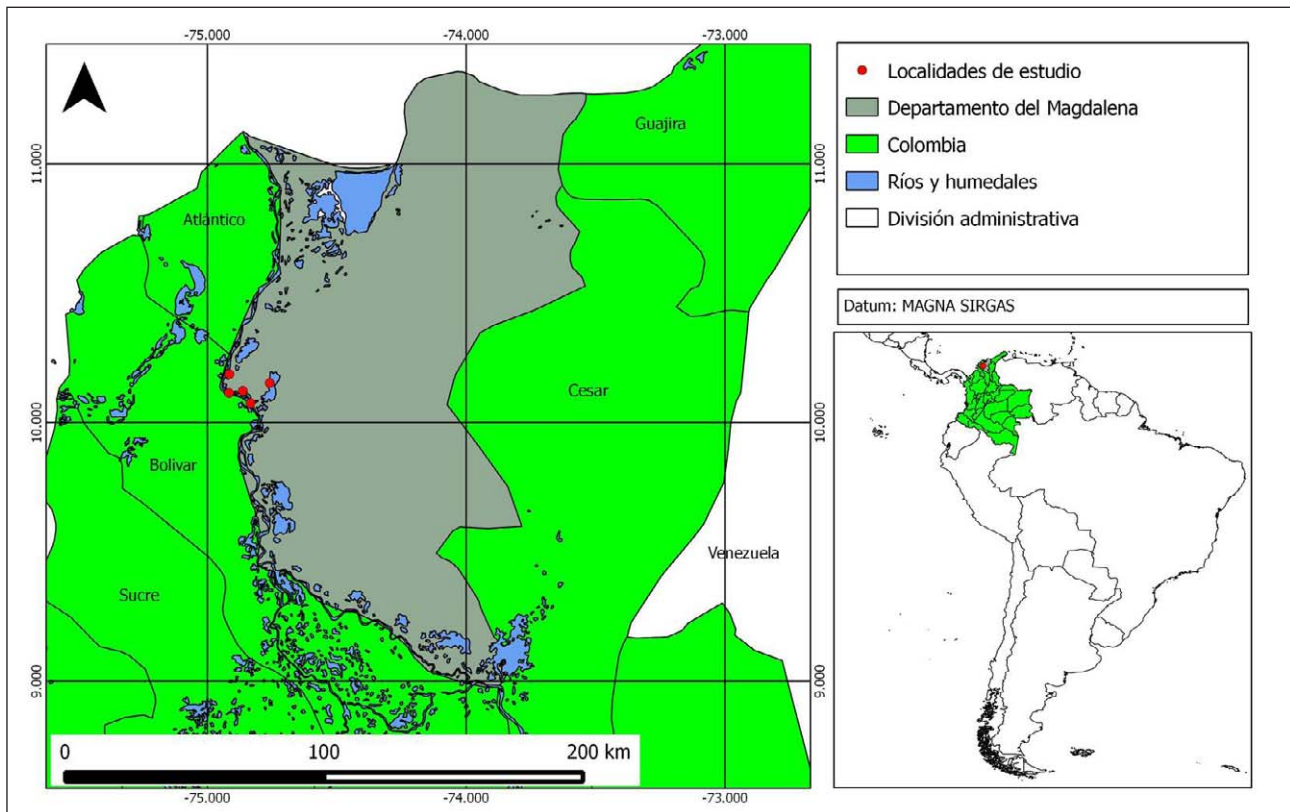 -75.000
-74.000
-73.000
11.000
10.000
9.000
Guajira
Atlántico
Cesar
Bolivar
Venezuela
Sucre
11.000
10.000
9.000
0 100 200 km
-75.000
-74.000
-73.000
Localidades de estudio
Departamento del Magdalena
Colombia
Ríos y humedales
División administrativa
Datum: MAGNA SIRGAS